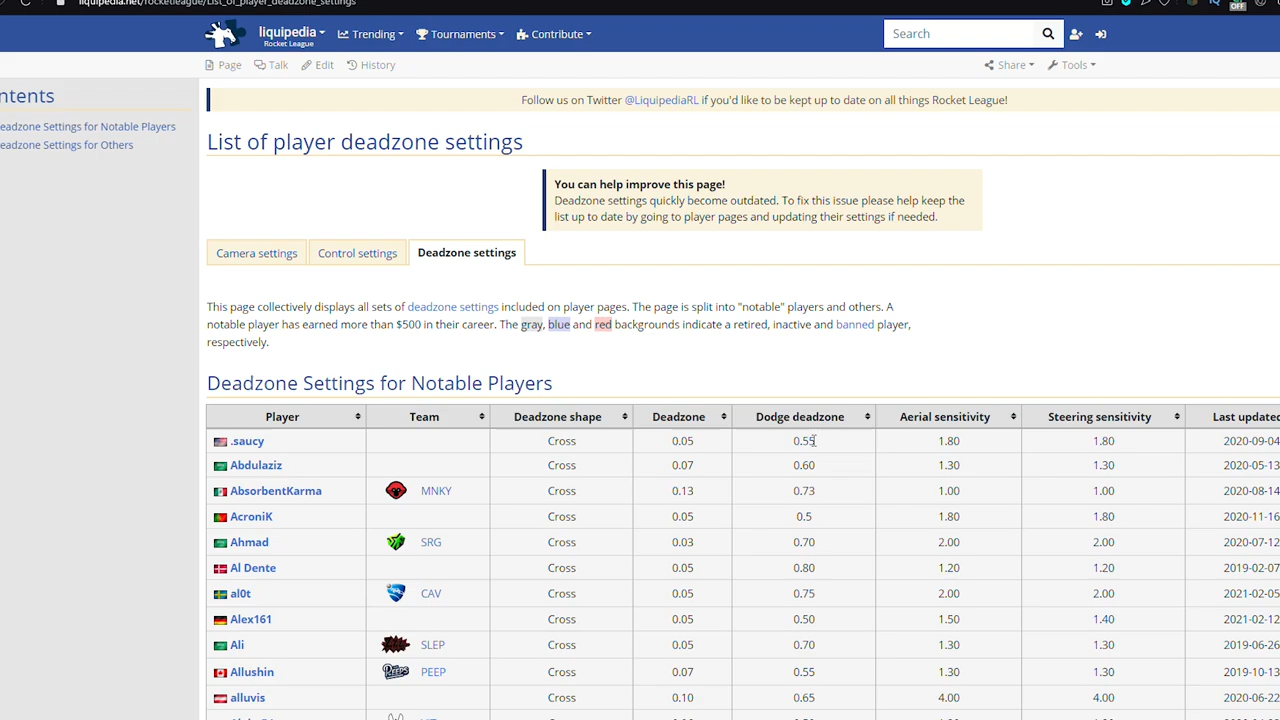 liquipedia.net/rocketleague/List_of_player_deadzone_settings
liquipedia Trending Tournaments Contribute Search
Rocket League
Page Talk Edit History Share Tools
ntents
eadzone Settings for Notable Players
eadzone Settings for Others
Follow us on Twitter @LiquipediaRL if you'd like to be kept up to date on all things Rocket League!
List of player deadzone settings
You can help improve this page!
Deadzone settings quickly become outdated. To fix this issue please help keep the
list up to date by going to player pages and updating their settings if needed.
Camera settings Control settings Deadzone settings
This page collectively displays all sets of deadzone settings included on player pages. The page is split into "notable" players and others. A
notable player has earned more than $500 in their career. The gray, blue and red backgrounds indicate a retired, inactive and banned player,
respectively.
Deadzone Settings for Notable Players
Player Team Deadzone shape Deadzone Dodge deadzone Aerial sensitivity Steering sensitivity Last updated
.saucy Cross 0.05 0.55 1.80 1.80 2020-09-04
Abdulaziz Cross 0.07 0.60 1.30 1.30 2020-05-13
AbsorbentKarma MNKY Cross 0.13 0.73 1.00 1.00 2020-08-14
AcroniK Cross 0.05 0.5 1.80 1.80 2020-11-16
Ahmad SRG Cross 0.03 0.70 2.00 2.00 2020-07-12
Al Dente Cross 0.05 0.80 1.20 1.20 2019-02-07
al0t CAV Cross 0.05 0.75 2.00 2.00 2021-02-05
Alex161 Cross 0.05 0.50 1.50 1.40 2021-02-12
Ali SLEP Cross 0.05 0.70 1.30 1.30 2019-06-26
Allushin PEEP Cross 0.07 0.55 1.30 1.30 2019-10-13
alluvis Cross 0.10 0.65 4.00 4.00 2020-06-22